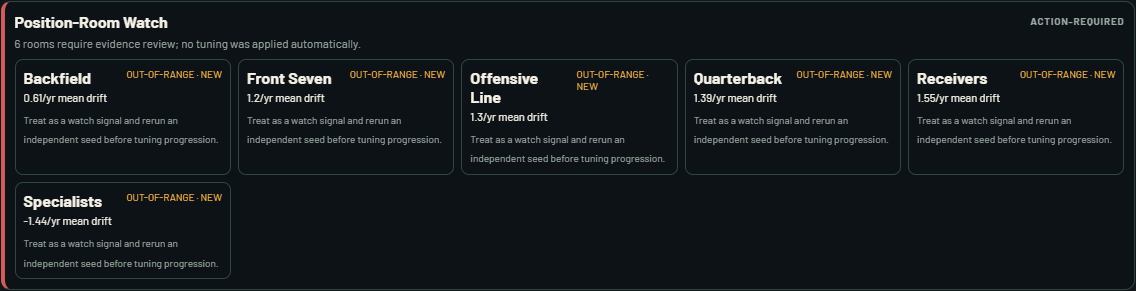 Position-Room Watch
ACTION-REQUIRED
6 rooms require evidence review; no tuning was applied automatically.
Backfield
OUT-OF-RANGE · NEW
0.61/yr mean drift
Treat as a watch signal and rerun an
independent seed before tuning progression.
Front Seven
OUT-OF-RANGE · NEW
1.2/yr mean drift
Treat as a watch signal and rerun an
independent seed before tuning progression.
Offensive
Line
OUT-OF-RANGE ·
NEW
1.3/yr mean drift
Treat as a watch signal and rerun an
independent seed before tuning progression.
Quarterback
OUT-OF-RANGE · NEW
1.39/yr mean drift
Treat as a watch signal and rerun an
independent seed before tuning progression.
Receivers
OUT-OF-RANGE · NEW
1.55/yr mean drift
Treat as a watch signal and rerun an
independent seed before tuning progression.
Specialists
OUT-OF-RANGE · NEW
-1.44/yr mean drift
Treat as a watch signal and rerun an
independent seed before tuning progression.